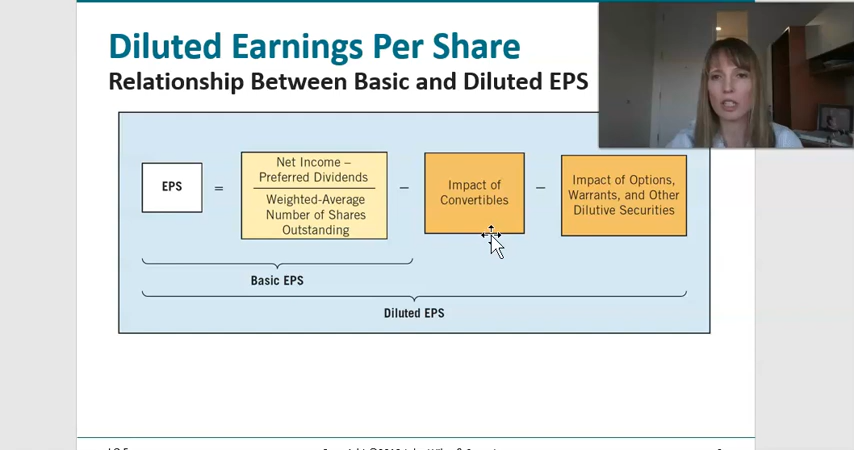 Diluted Earnings Per Share
Relationship Between Basic and Diluted EPS
EPS
=
Net Income –
Preferred Dividends
Weighted-Average
Number of Shares
Outstanding
–
Impact of
Convertibles
–
Impact of Options,
Warrants, and Other
Dilutive Securities
Basic EPS
Diluted EPS